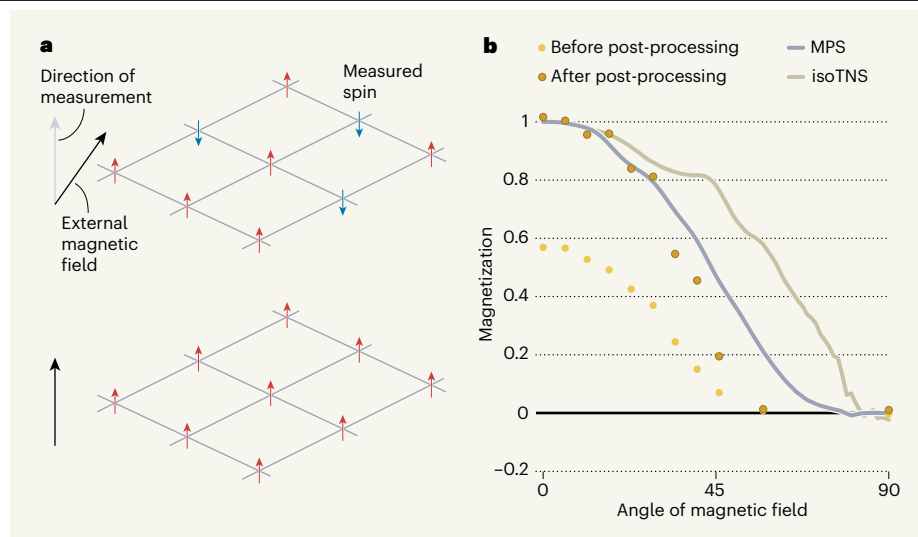 a
Direction of
measurement
Measured
spin
External
magnetic
field
b
Before post-processing
After post-processing
MPS
isoTNS
Magnetization
1
0.8
0.6
0.4
0.2
0
–0.2
0
45
90
Angle of magnetic field